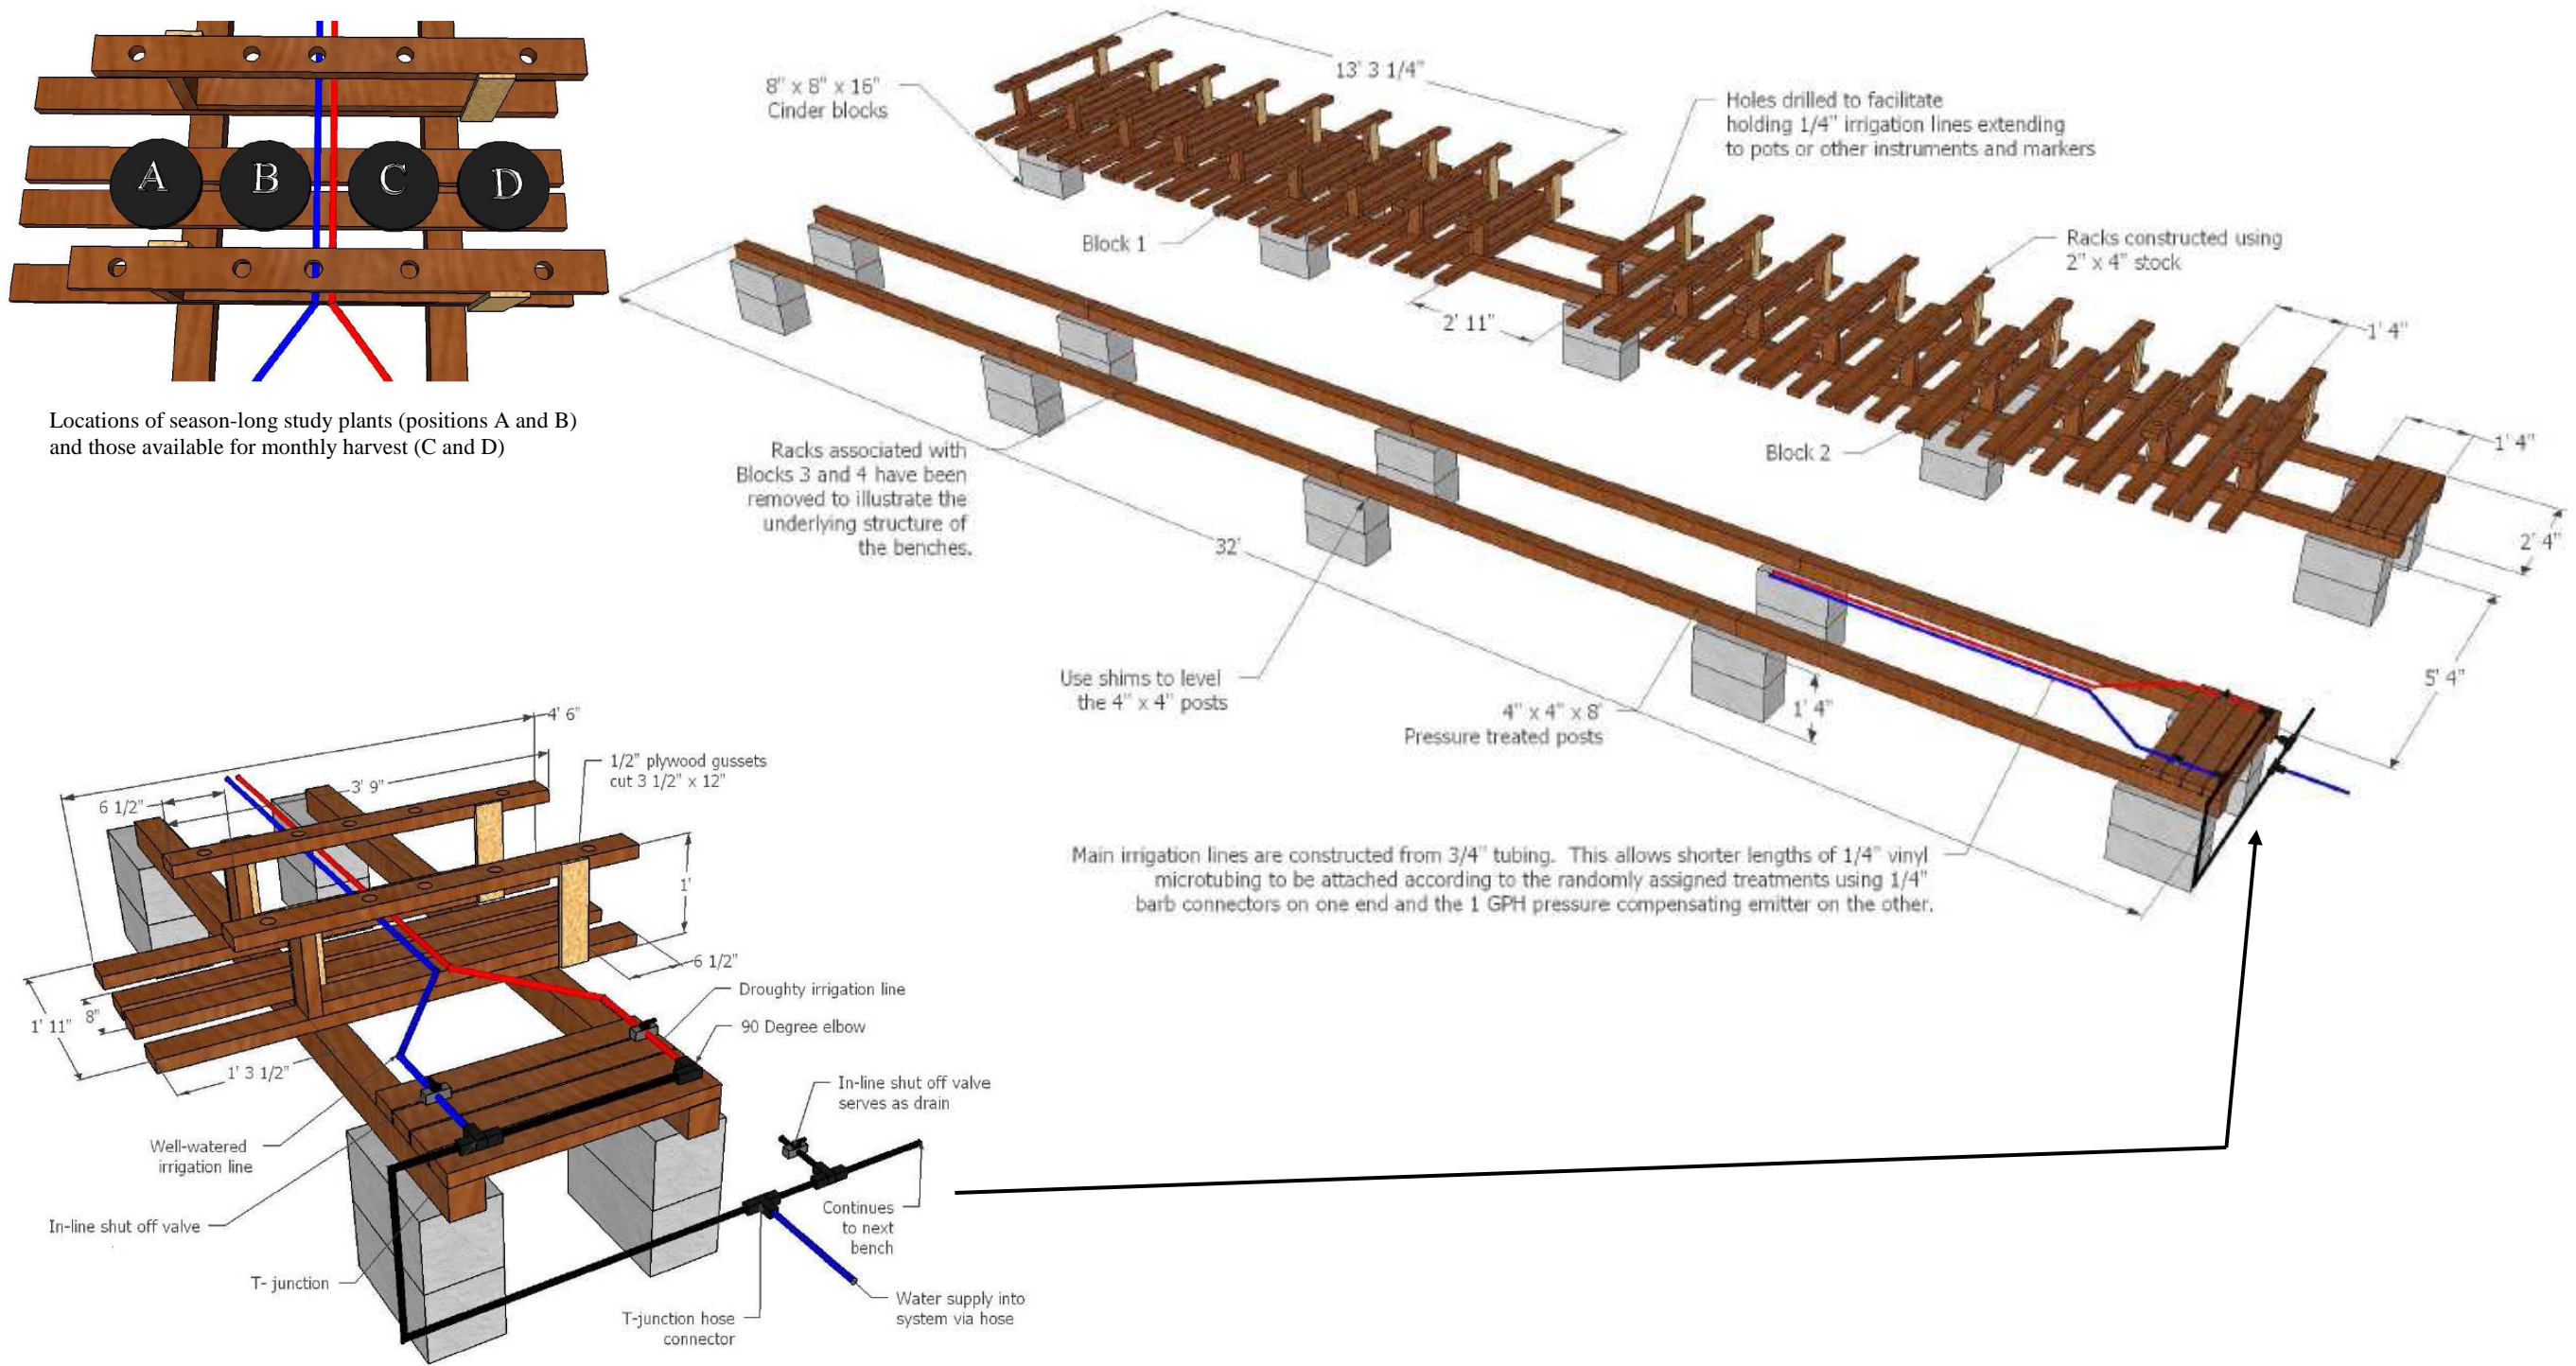 A B C D
Locations of season-long study plants (positions A and B)
and those available for monthly harvest (C and D)
13' 3 1/4"
8" x 8" x 16"
Cinder blocks
Holes drilled to facilitate
holding 1/4" irrigation lines extending
to pots or other instruments and markers
Block 1
Racks constructed using
2" x 4" stock
2' 11"
1' 4"
Block 2
1' 4"
2' 4"
5' 4"
Racks associated with
Blocks 3 and 4 have been
removed to illustrate the
underlying structure of
the benches.
32'
Use shims to level
the 4" x 4" posts
4" x 4" x 8'
Pressure treated posts
1' 4"
Main irrigation lines are constructed from 3/4" tubing. This allows shorter lengths of 1/4" vinyl
microtubing to be attached according to the randomly assigned treatments using 1/4"
barb connectors on one end and the 1 GPH pressure compensating emitter on the other.
4' 6"
3' 9"
6 1/2"
1/2" plywood gussets
cut 3 1/2" x 12"
1'
6 1/2"
1' 11"
8"
1' 3 1/2"
Droughty irrigation line
90 Degree elbow
In-line shut off valve
serves as drain
Well-watered
irrigation line
In-line shut off valve
T- junction
T-junction hose
connector
Continues
to next
bench
Water supply into
system via hose